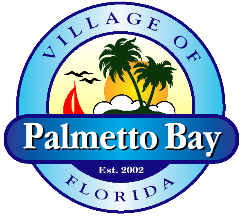 VILLAGE OF
Palmetto Bay
Est. 2002
FLORIDA